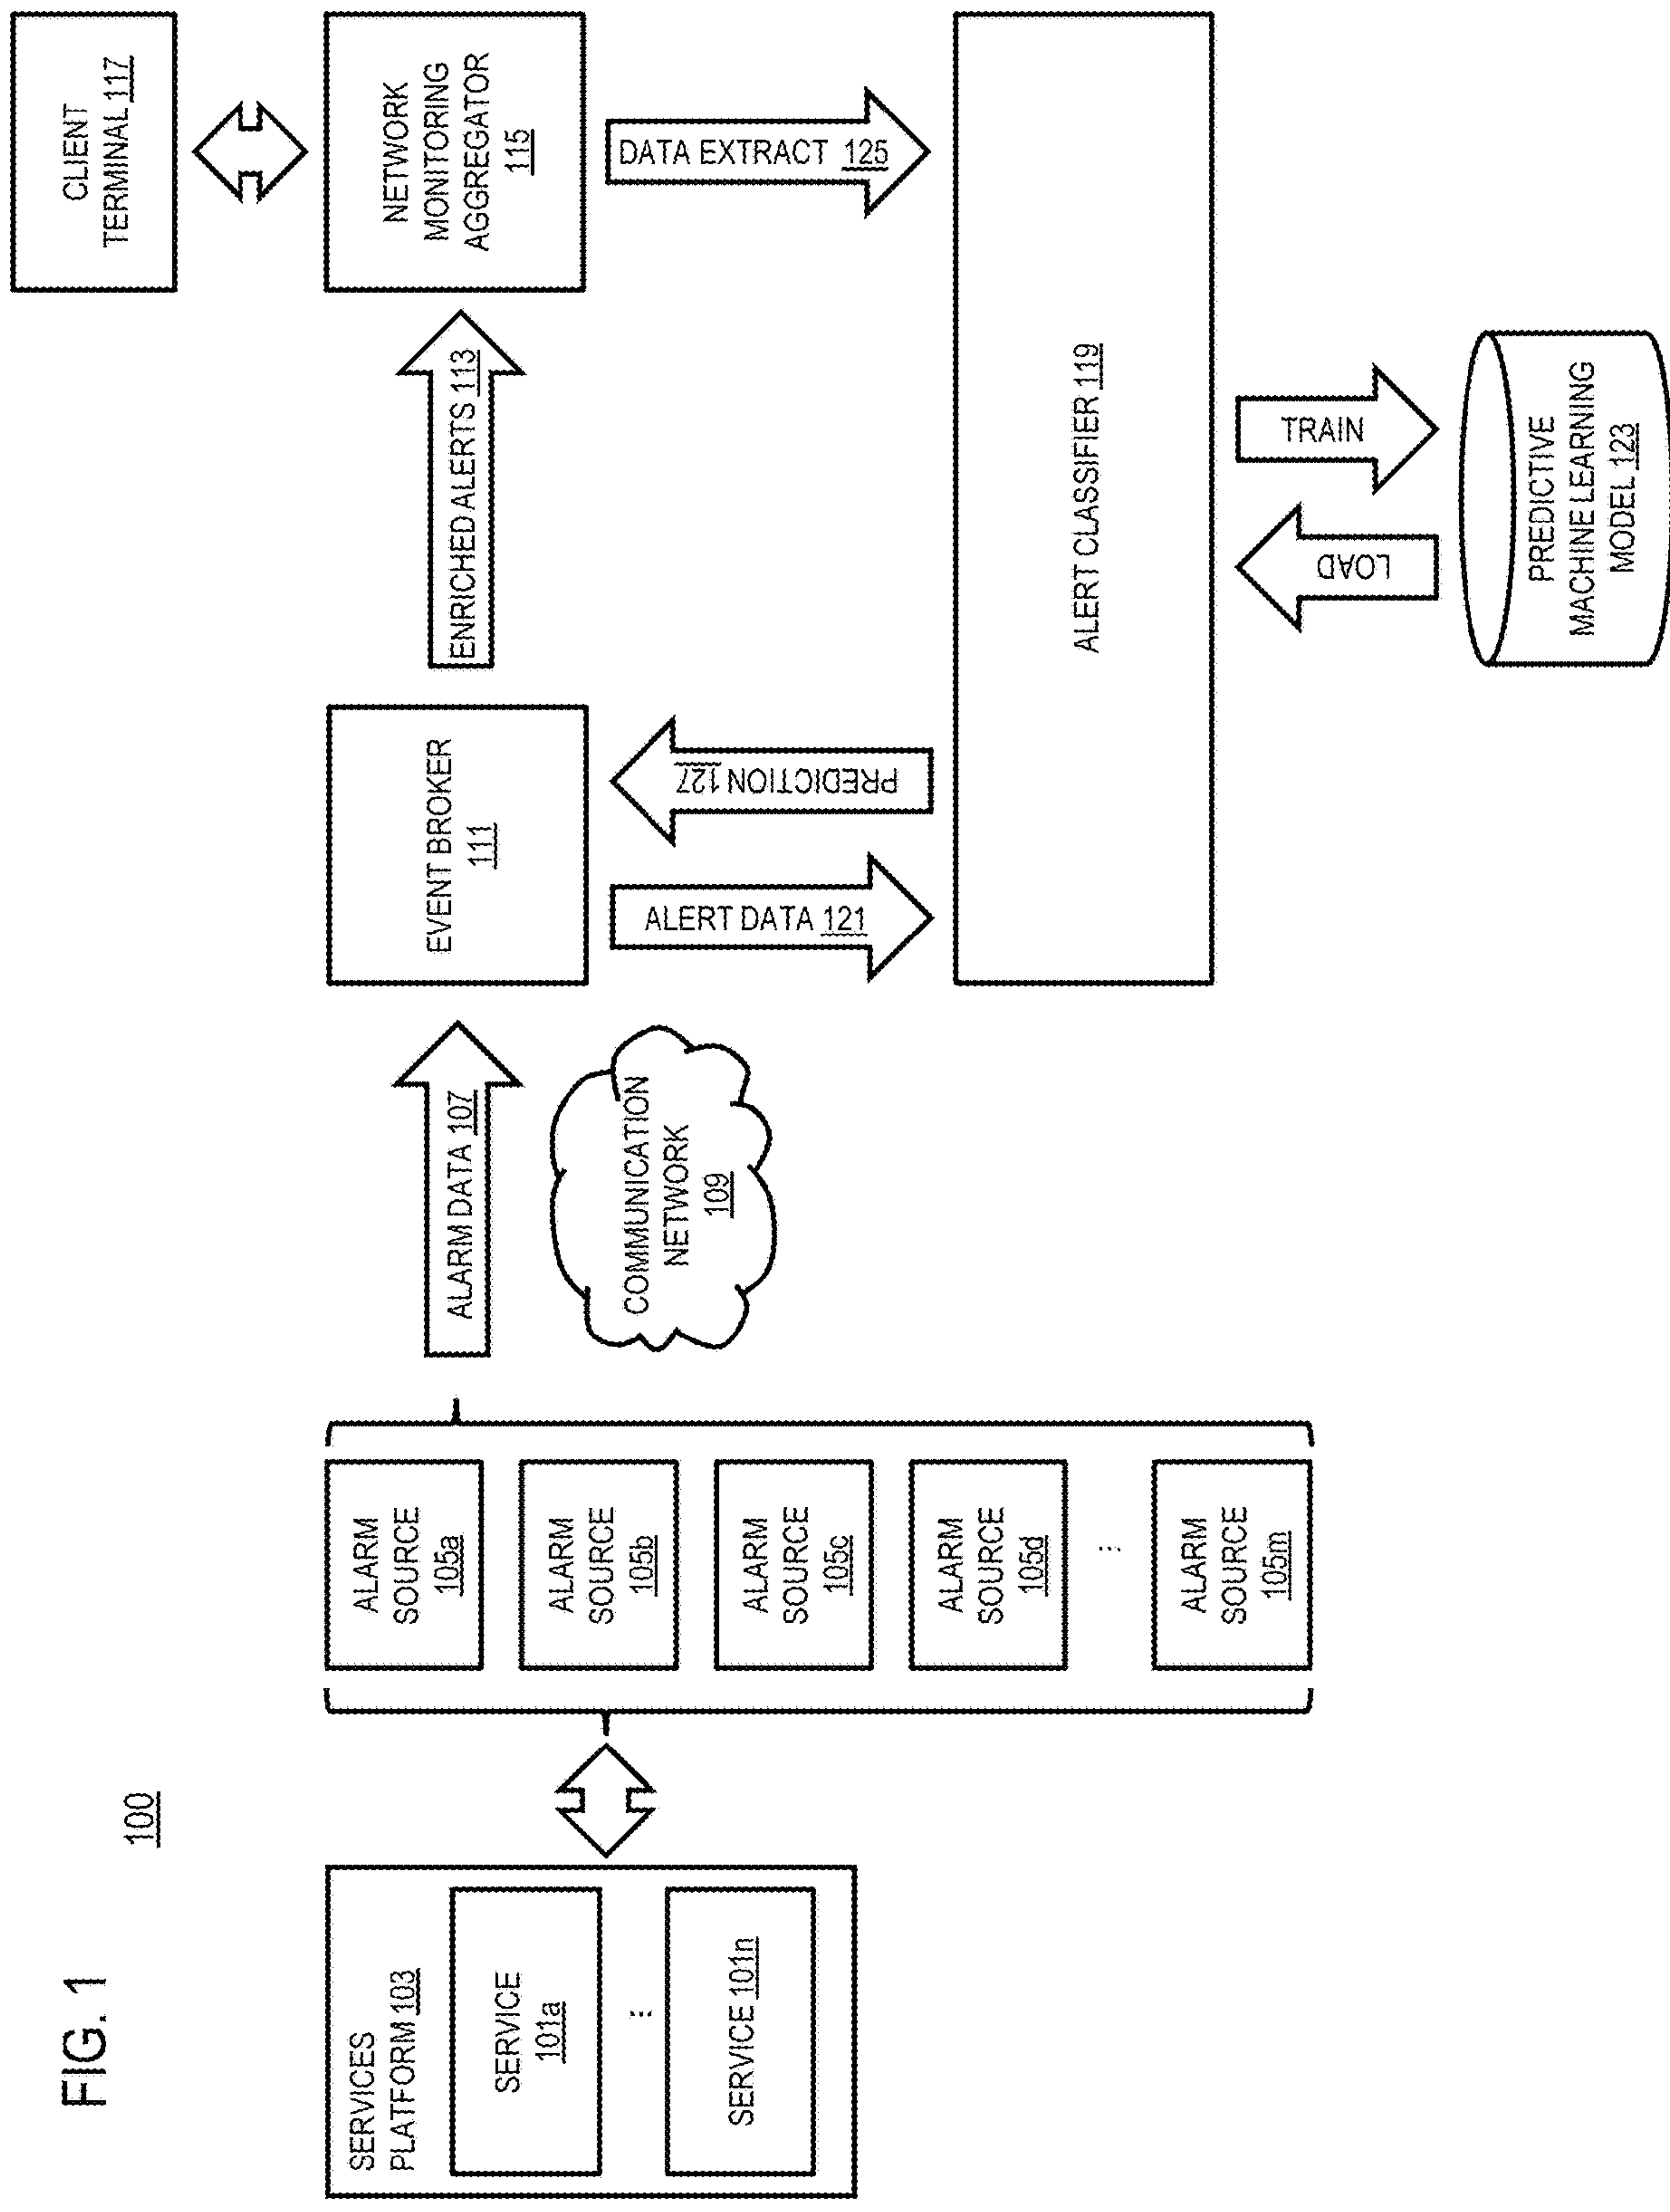 FIG. 1
100
SERVICES
PLATFORM 103
SERVICE
101a
...
SERVICE 101n
ALARM
SOURCE
105a
ALARM
SOURCE
105b
ALARM
SOURCE
105c
ALARM
SOURCE
105d
...
ALARM
SOURCE
105m
ALARM DATA 107
COMMUNICATION
NETWORK
109
EVENT BROKER
111
ALERT DATA 121
PREDICTION 127
ENRICHED ALERTS 113
CLIENT
TERMINAL 117
NETWORK
MONITORING
AGGREGATOR
115
DATA EXTRACT 125
ALERT CLASSIFIER 119
LOAD
TRAIN
PREDICTIVE
MACHINE LEARNING
MODEL 123